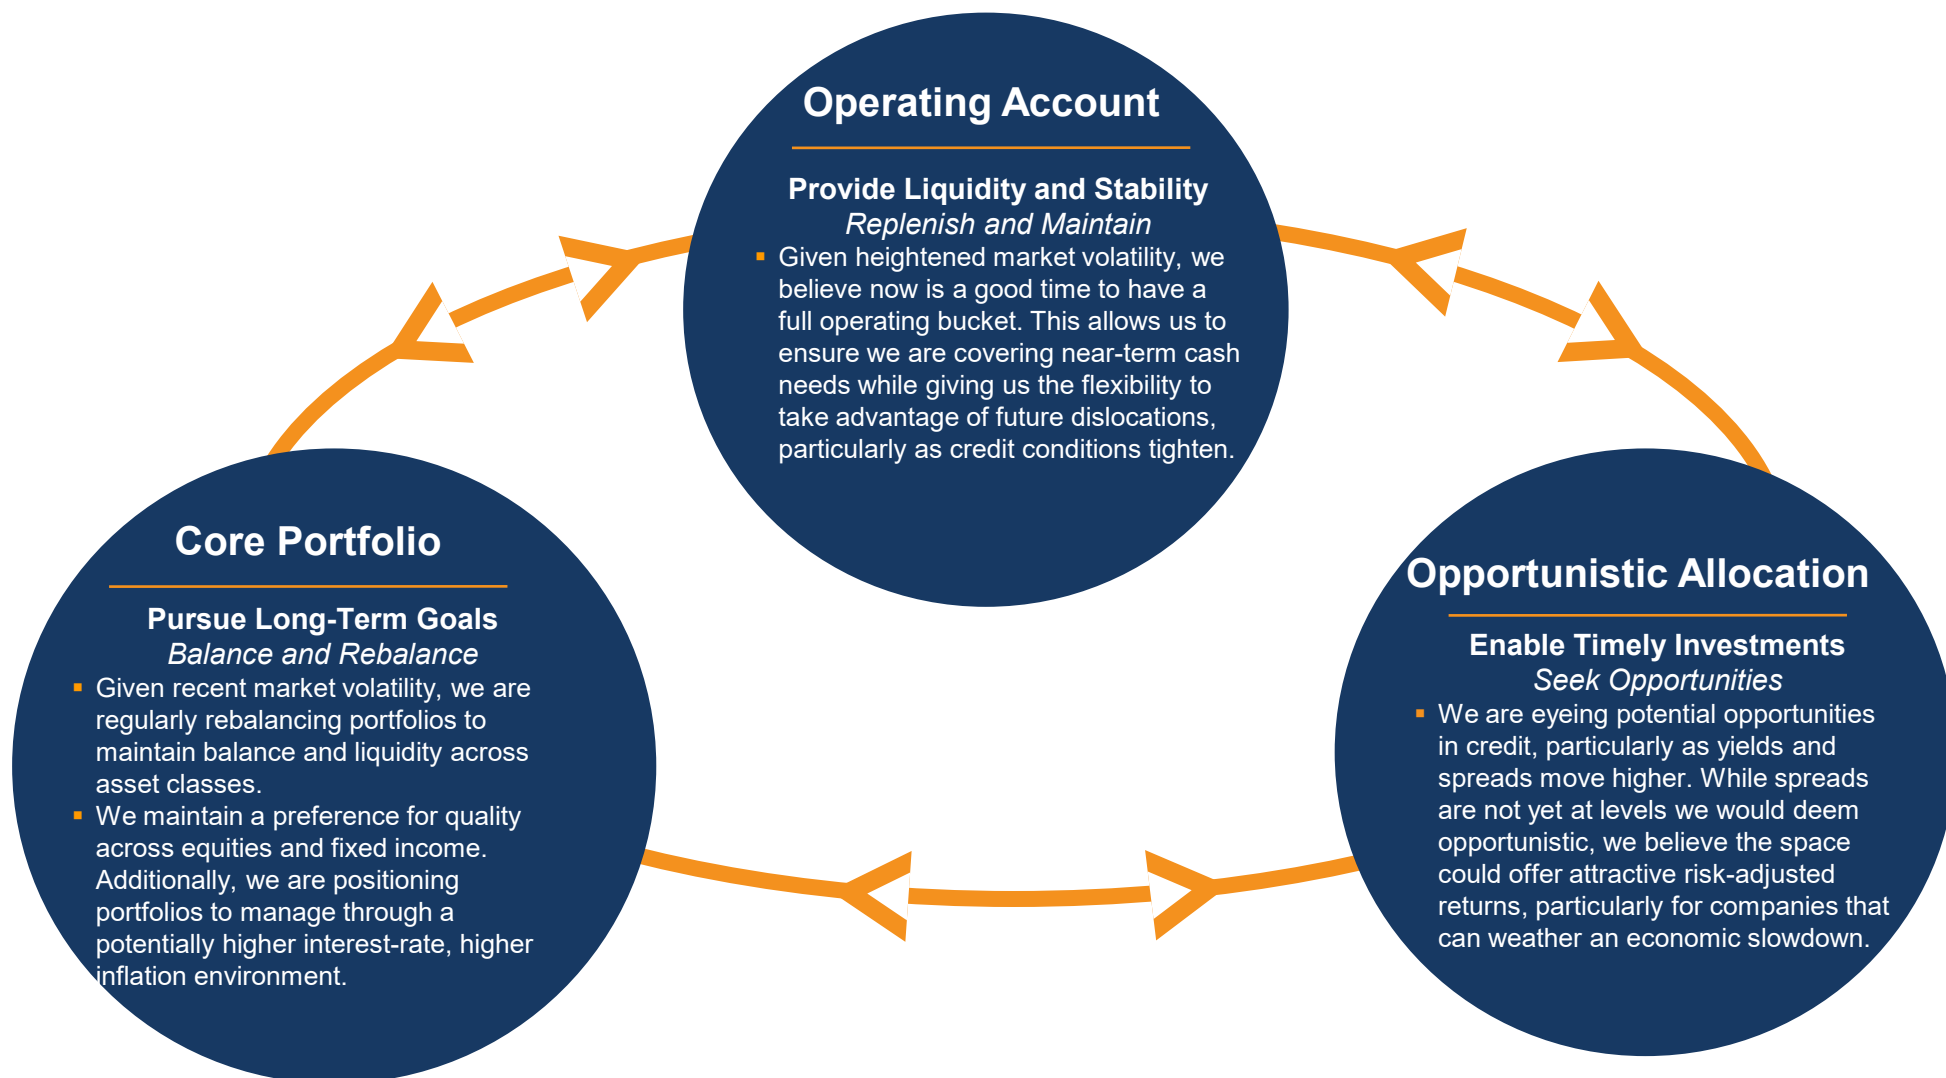 Operating Account
Provide Liquidity and Stability
Replenish and Maintain
▪ Given heightened market volatility, we
believe now is a good time to have a
full operating bucket. This allows us to
ensure we are covering near-term cash
needs while giving us the flexibility to
take advantage of future dislocations,
particularly as credit conditions tighten.
Core Portfolio
Pursue Long-Term Goals
Balance and Rebalance
▪ Given recent market volatility, we are
regularly rebalancing portfolios to
maintain balance and liquidity across
asset classes.
▪ We maintain a preference for quality
across equities and fixed income.
Additionally, we are positioning
portfolios to manage through a
potentially higher interest-rate, higher
inflation environment.
Opportunistic Allocation
Enable Timely Investments
Seek Opportunities
▪ We are eyeing potential opportunities
in credit, particularly as yields and
spreads move higher. While spreads
are not yet at levels we would deem
opportunistic, we believe the space
could offer attractive risk-adjusted
returns, particularly for companies that
can weather an economic slowdown.